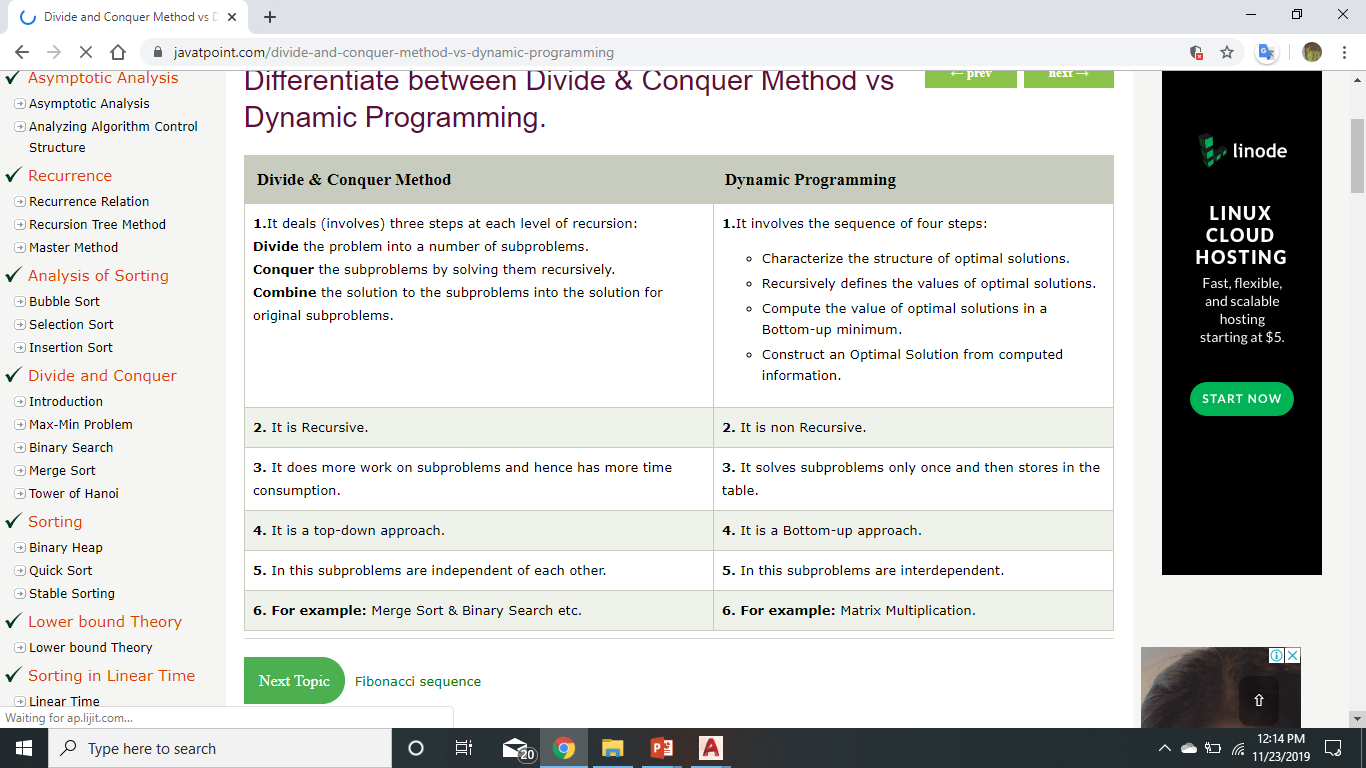 Divide and Conquer Method vs D
javatpoint.com/divide-and-conquer-method-vs-dynamic-programming
Asymptotic Analysis
Asymptotic Analysis
Analyzing Algorithm Control
Structure
Recurrence
Recurrence Relation
Recursion Tree Method
Master Method
Analysis of Sorting
Bubble Sort
Selection Sort
Insertion Sort
Divide and Conquer
Introduction
Max-Min Problem
Binary Search
Merge Sort
Tower of Hanoi
Sorting
Binary Heap
Quick Sort
Stable Sorting
Lower bound Theory
Lower bound Theory
Sorting in Linear Time
Linear Time
Differentiate between Divide & Conquer Method vs
Dynamic Programming.
← prev
next →
Divide & Conquer Method
Dynamic Programming
1.It deals (involves) three steps at each level of recursion:
Divide the problem into a number of subproblems.
Conquer the subproblems by solving them recursively.
Combine the solution to the subproblems into the solution for
original subproblems.
1.It involves the sequence of four steps:
Characterize the structure of optimal solutions.
Recursively defines the values of optimal solutions.
Compute the value of optimal solutions in a
Bottom-up minimum.
Construct an Optimal Solution from computed
information.
2. It is Recursive.
2. It is non Recursive.
3. It does more work on subproblems and hence has more time
consumption.
3. It solves subproblems only once and then stores in the
table.
4. It is a top-down approach.
4. It is a Bottom-up approach.
5. In this subproblems are independent of each other.
5. In this subproblems are interdependent.
6. For example: Merge Sort & Binary Search etc.
6. For example: Matrix Multiplication.
Next Topic
Fibonacci sequence
linode
LINUX
CLOUD
HOSTING
Fast, flexible,
and scalable
hosting
starting at $5.
START NOW
Waiting for ap.lijit.com...
Type here to search
20
12:14 PM
11/23/2019